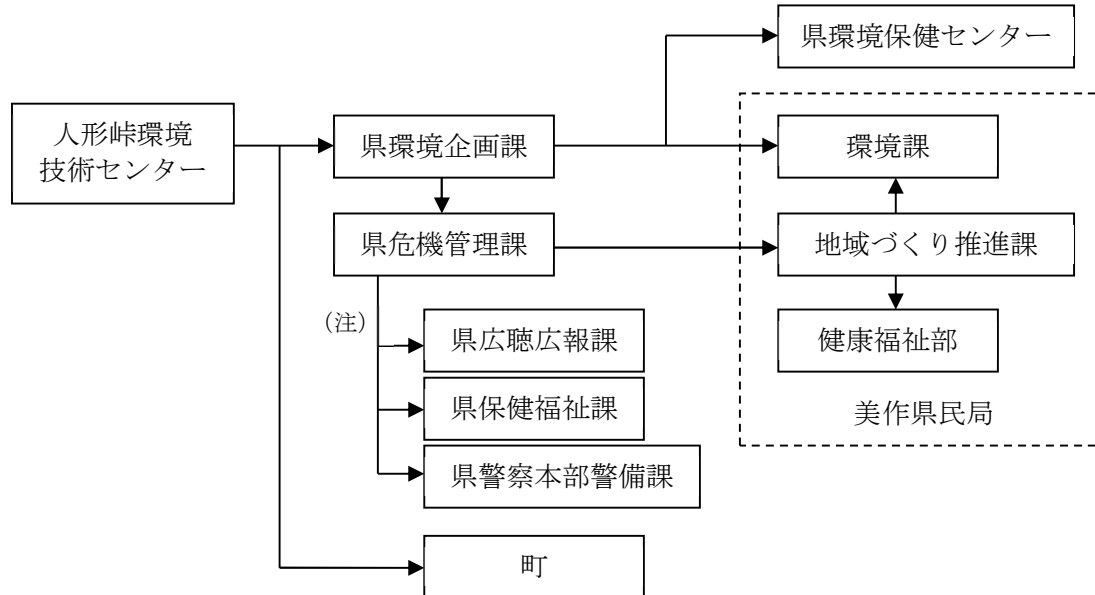 県環境保健センター
人形峠環境
技術センター
県環境企画課
環境課
県危機管理課
地域づくり推進課
（注）
県広聴広報課
健康福祉部
県保健福祉課
美作県民局
県警察本部警備課
町